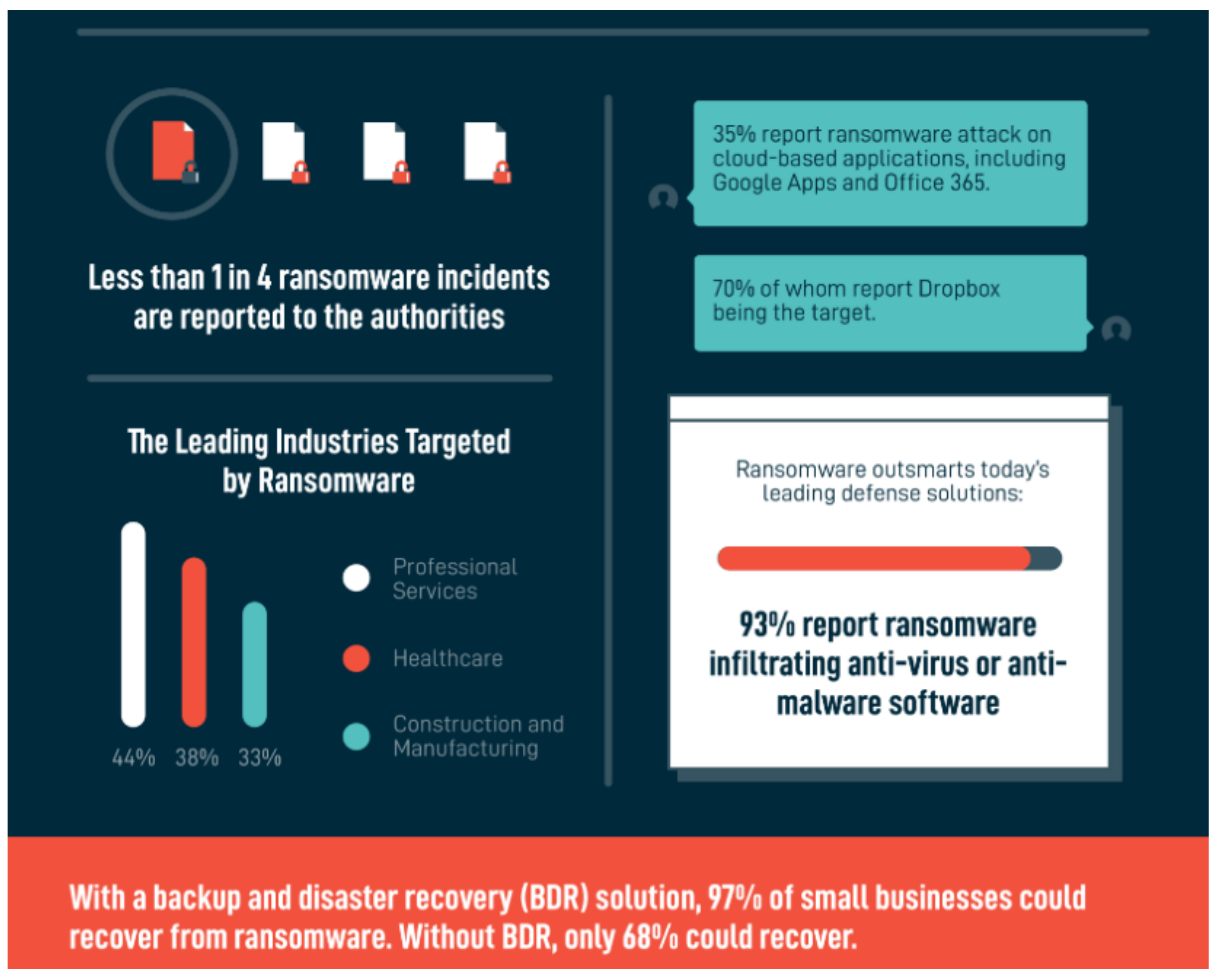 Less than 1 in 4 ransomware incidents
are reported to the authorities
The Leading Industries Targeted
by Ransomware
44% 38% 33%
Professional
Services
Healthcare
Construction and
Manufacturing
35% report ransomware attack on
cloud-based applications, including
Google Apps and Office 365.
70% of whom report Dropbox
being the target.
Ransomware outsmarts today's
leading defense solutions:
93% report ransomware
infiltrating anti-virus or anti-
malware software
With a backup and disaster recovery (BDR) solution, 97% of small businesses could
recover from ransomware. Without BDR, only 68% could recover.